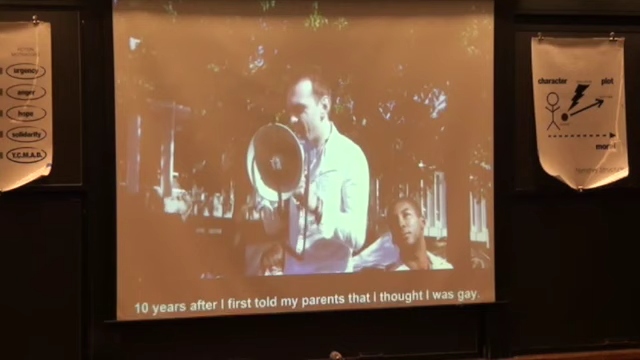 urgency
anger
hope
solidarity
Y.C.M.A.D.
character
plot
moral
10 years after I first told my parents that I thought I was gay.